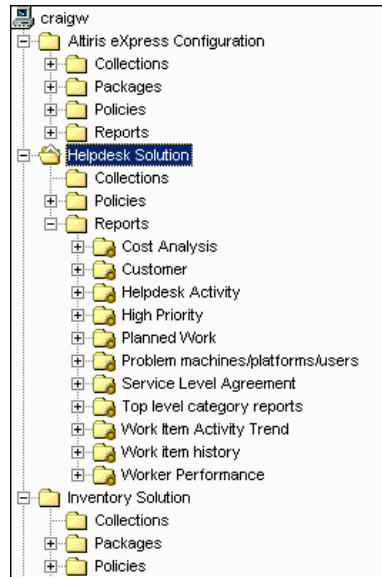 craigw
Altiris eXpress Configuration
Collections
Packages
Policies
Reports
Helpdesk Solution
Collections
Policies
Reports
Cost Analysis
Customer
Helpdesk Activity
High Priority
Planned Work
Problem machines/platforms/users
Service Level Agreement
Top level category reports
Work Item Activity Trend
Work item history
Worker Performance
Inventory Solution
Collections
Packages
Policies